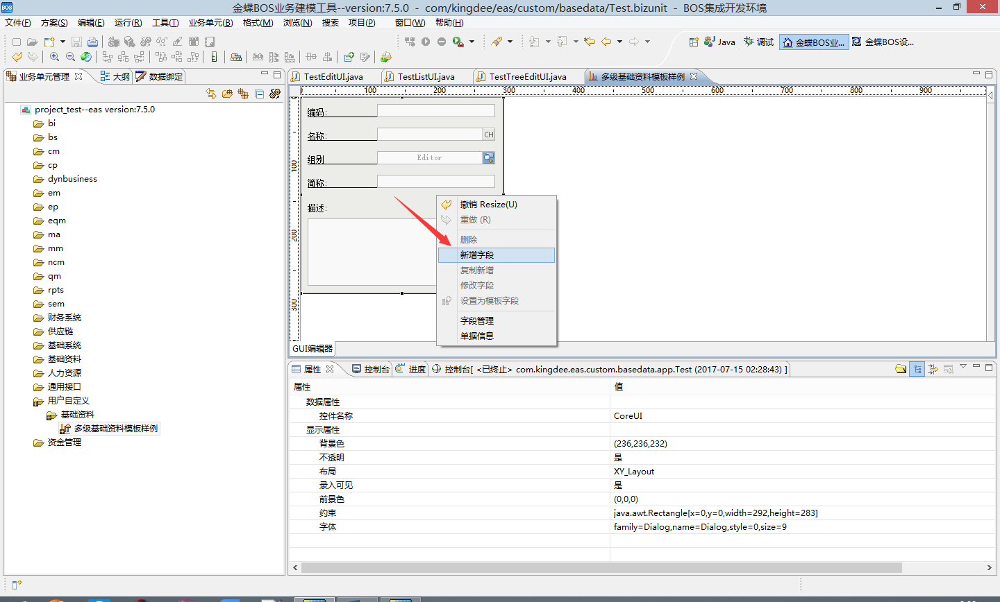 BOS 金蝶BOS业务建模工具--version:7.5.0 - com/kingdee/eas/custom/basedata/Test.bizunit - BOS集成开发环境
文件(F) 方案(S) 编辑(E) 运行(R) 工具(T) 业务单元(B) 格式(M) 浏览(N) 搜索 项目(P) 窗口(W) 帮助(H)
Java 调试 金蝶BOS业... 金蝶BOS设...
业务单元管理 大纲 数据绑定
TestEditUI.java TestListUI.java TestTreeEditUI.java 多级基础资料模板样例
0 100 200 300 400 500 600 700 800 900
project_test--eas version:7.5.0
bi
bs
cm
cp
dynbusiness
em
ep
eqm
ma
mm
ncm
qm
rpts
sem
财务系统
供应链
基础系统
基础资料
人力资源
通用接口
用户自定义
基础资料
多级基础资料模板样例
资金管理
0
100
200
300
编码:
名称: CH
组别 Editor
简称:
描述:
撤销 Resize(U)
重做 (R)
删除
新增字段
复制新增
修改字段
设置为模板字段
字段管理
单据信息
GUI编辑器
属性 控制台 进度 控制台[ <已终止> com.kingdee.eas.custom.basedata.app.Test (2017-07-15 02:28:43) ]
属性 值
数据属性
控件名称 CoreUI
显示属性
背景色 (236,236,232)
不透明 是
布局 XY_Layout
录入可见 是
前景色 (0,0,0)
约束 java.awt.Rectangle[x=0,y=0,width=292,height=283]
字体 family=Dialog,name=Dialog,style=0,size=9